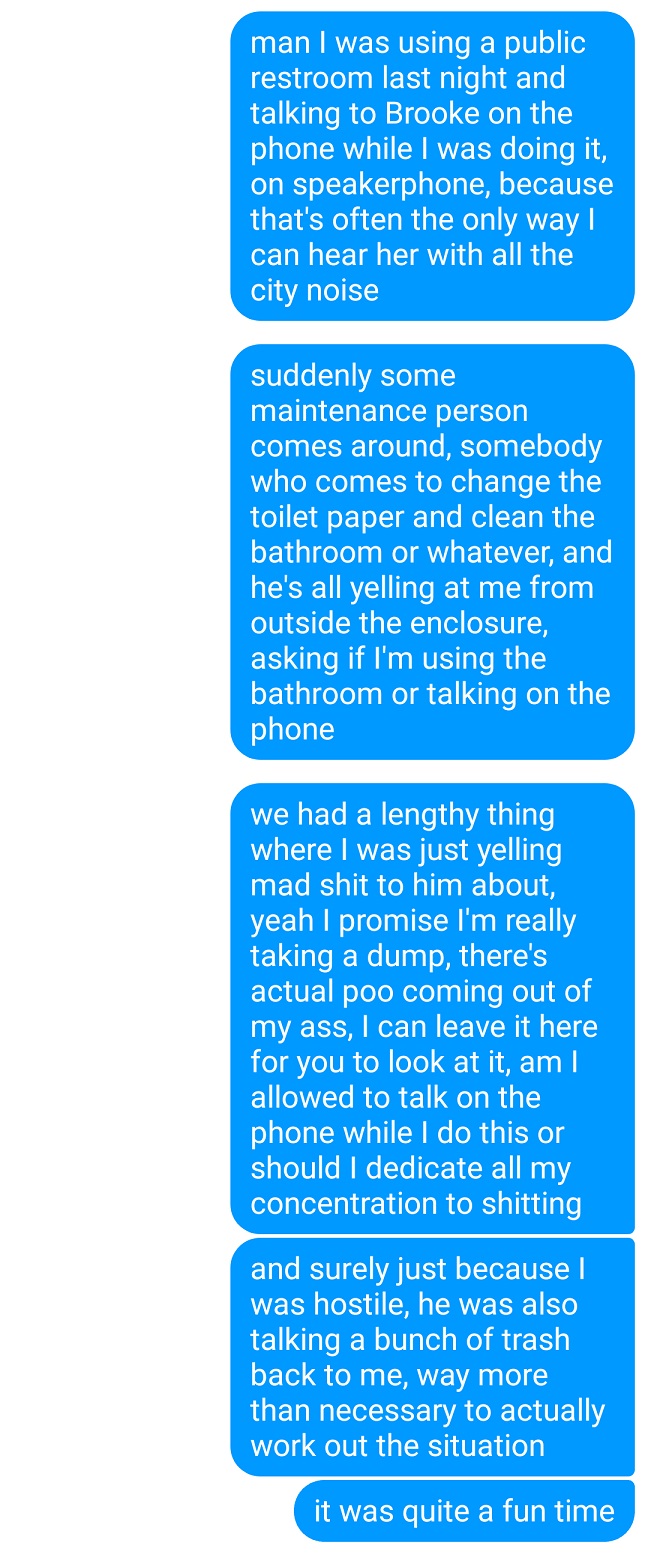 man I was using a public
restroom last night and
talking to Brooke on the
phone while I was doing it,
on speakerphone, because
that's often the only way I
can hear her with all the
city noise
suddenly some
maintenance person
comes around, somebody
who comes to change the
toilet paper and clean the
bathroom or whatever, and
he's all yelling at me from
outside the enclosure,
asking if I'm using the
bathroom or talking on the
phone
we had a lengthy thing
where I was just yelling
mad shit to him about,
yeah I promise I'm really
taking a dump, there's
actual poo coming out of
my ass, I can leave it here
for you to look at it, am I
allowed to talk on the
phone while I do this or
should I dedicate all my
concentration to shitting
and surely just because I
was hostile, he was also
talking a bunch of trash
back to me, way more
than necessary to actually
work out the situation
it was quite a fun time